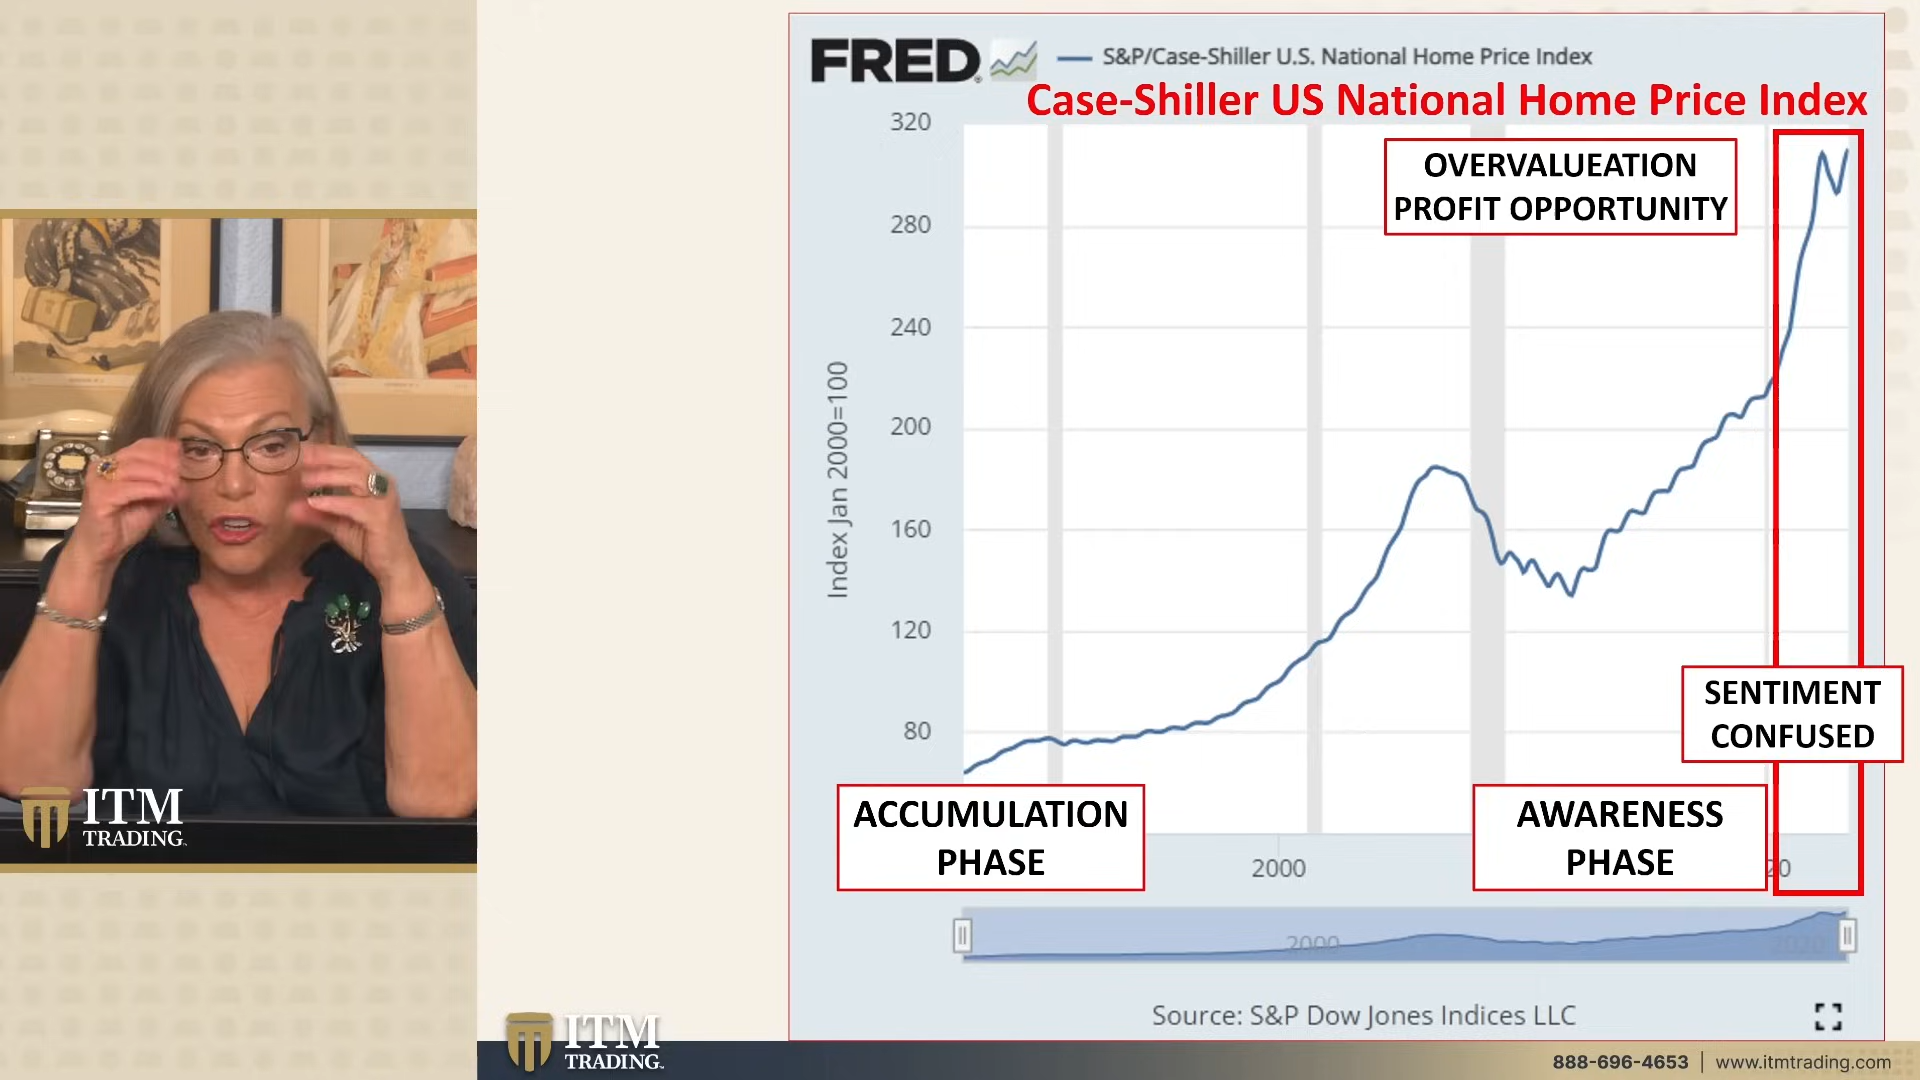 FRED
S&P/Case-Shiller U.S. National Home Price Index
Case-Shiller US National Home Price Index
320
280
240
200
160
120
80
Index Jan 2000=100
OVERVALUEATION
PROFIT OPPORTUNITY
SENTIMENT
CONFUSED
ACCUMULATION
PHASE
AWARENESS
PHASE
2000
20
2000
2020
Source: S&P Dow Jones Indices LLC
ITM
TRADING
ITM
TRADING
888-696-4653 | www.itmtrading.com